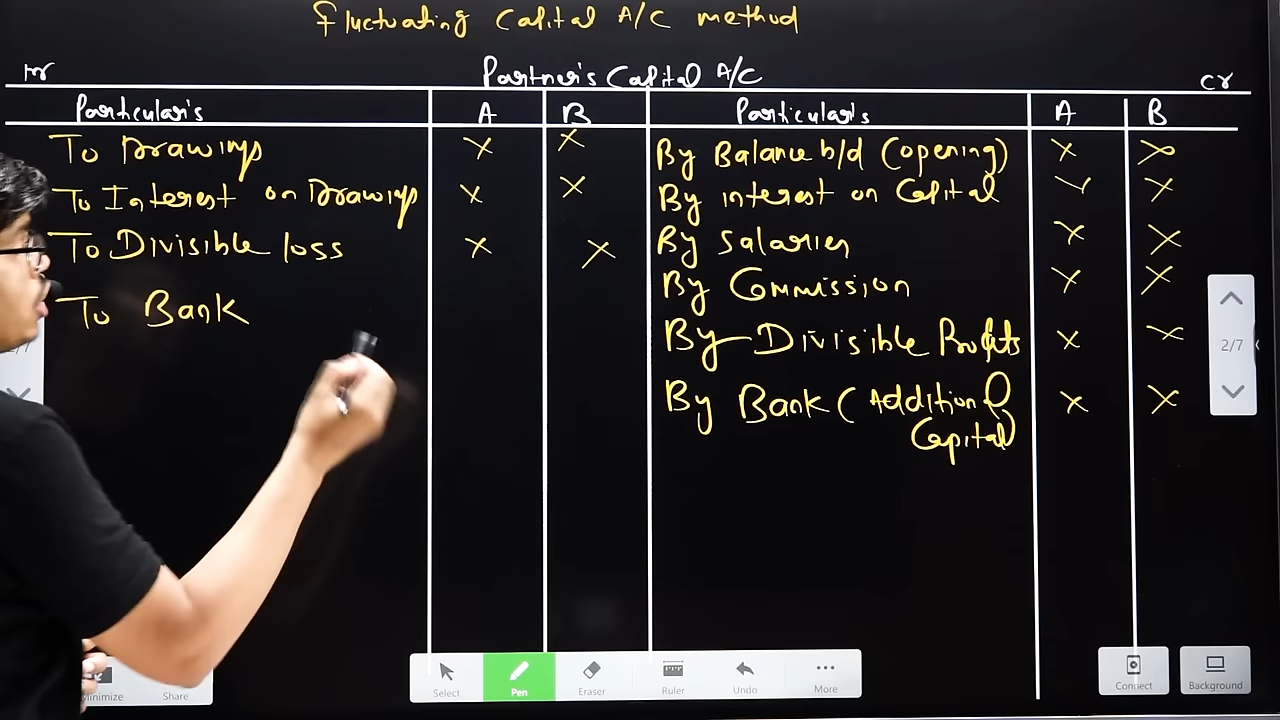 Fluctuating Capital A/C method
Dr Partner's Capital A/C Cr
Particulars A B Particulars A B
To Drawings X X By Balance b/d (opening) X X
To Interest on Drawings X X By interest on Capital X X
To Divisible loss X X By Salaries X X
By Commission X X
To Bank
By Divisible Profits X X
By Bank (Additional X X
Capital)
2/7
Select Pen Eraser Ruler Undo More
Minimize Share
Connect Background